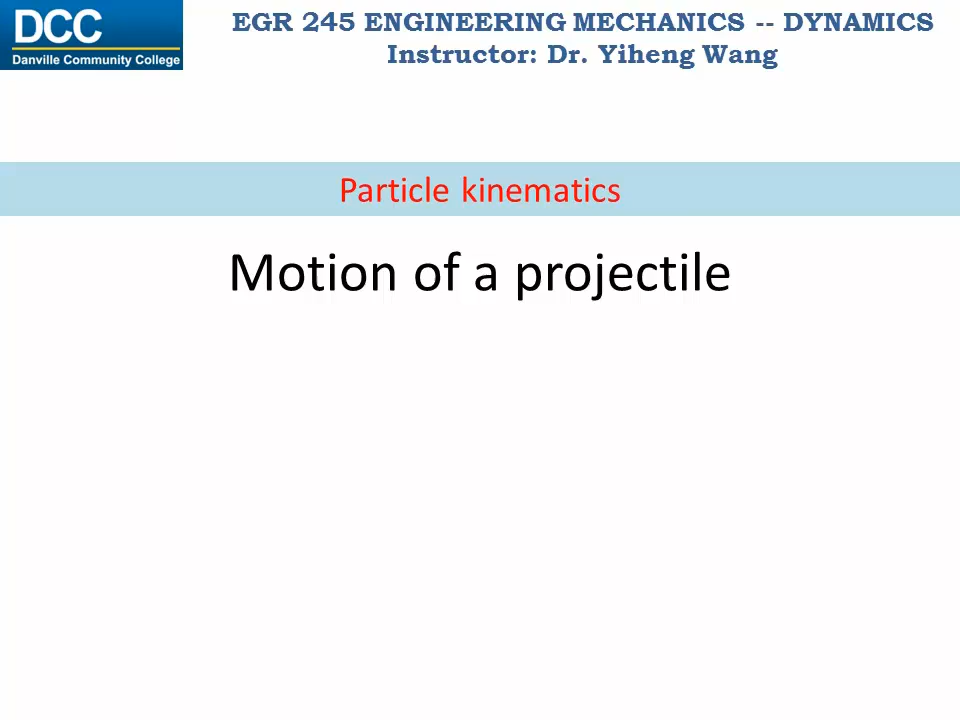 DCC
Danville Community College
EGR 245 ENGINEERING MECHANICS -- DYNAMICS
Instructor: Dr. Yiheng Wang
Particle kinematics
Motion of a projectile